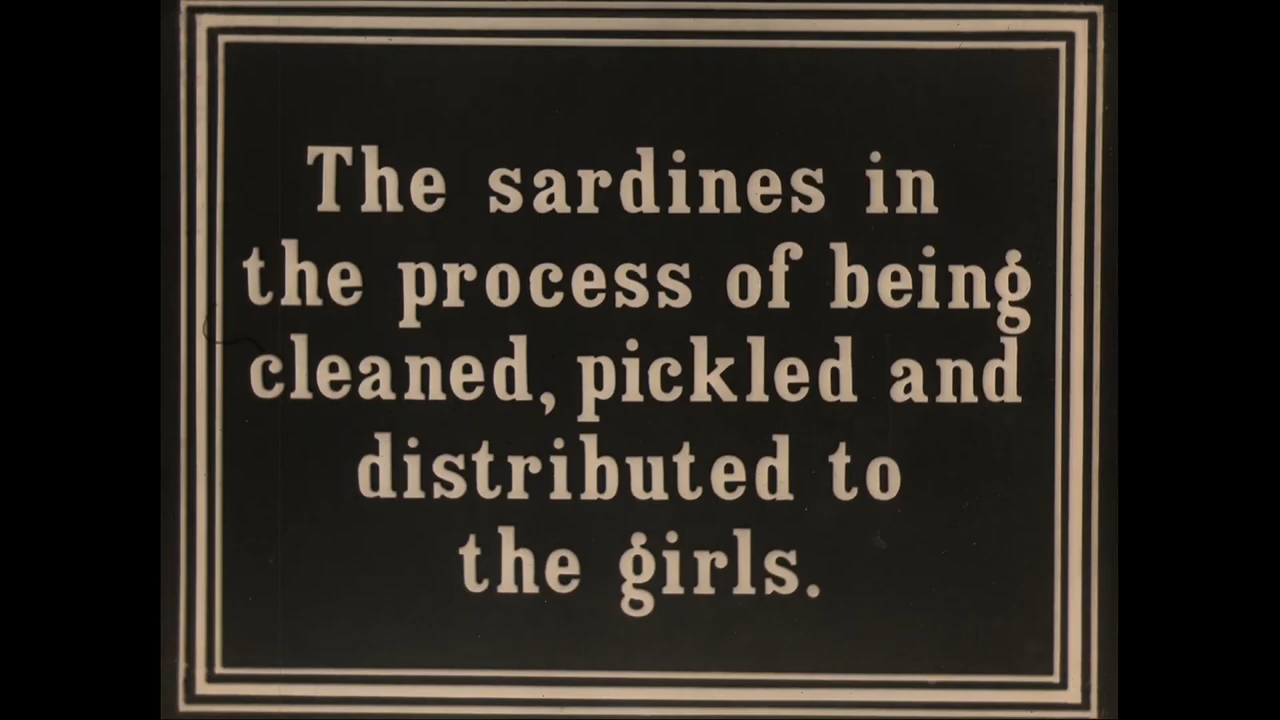 The sardines in
the process of being
cleaned, pickled and
distributed to
the girls.